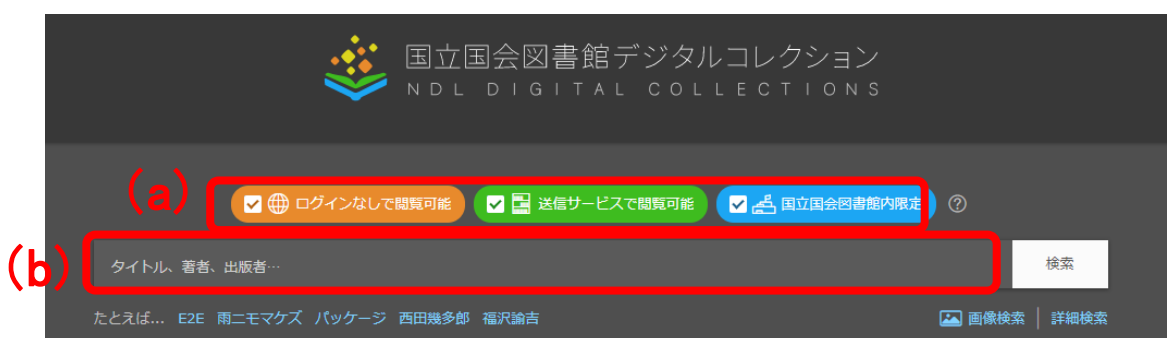 国立国会図書館デジタルコレクション
NDL DIGITAL COLLECTIONS
(a)
ログインなしで閲覧可能 送信サービスで閲覧可能 国立国会図書館内限定 ?
(b)
タイトル、著者、出版者… 検索
たとえば... E2E 雨ニモマケズ パッケージ 西田幾多郎 福沢諭吉 画像検索 | 詳細検索